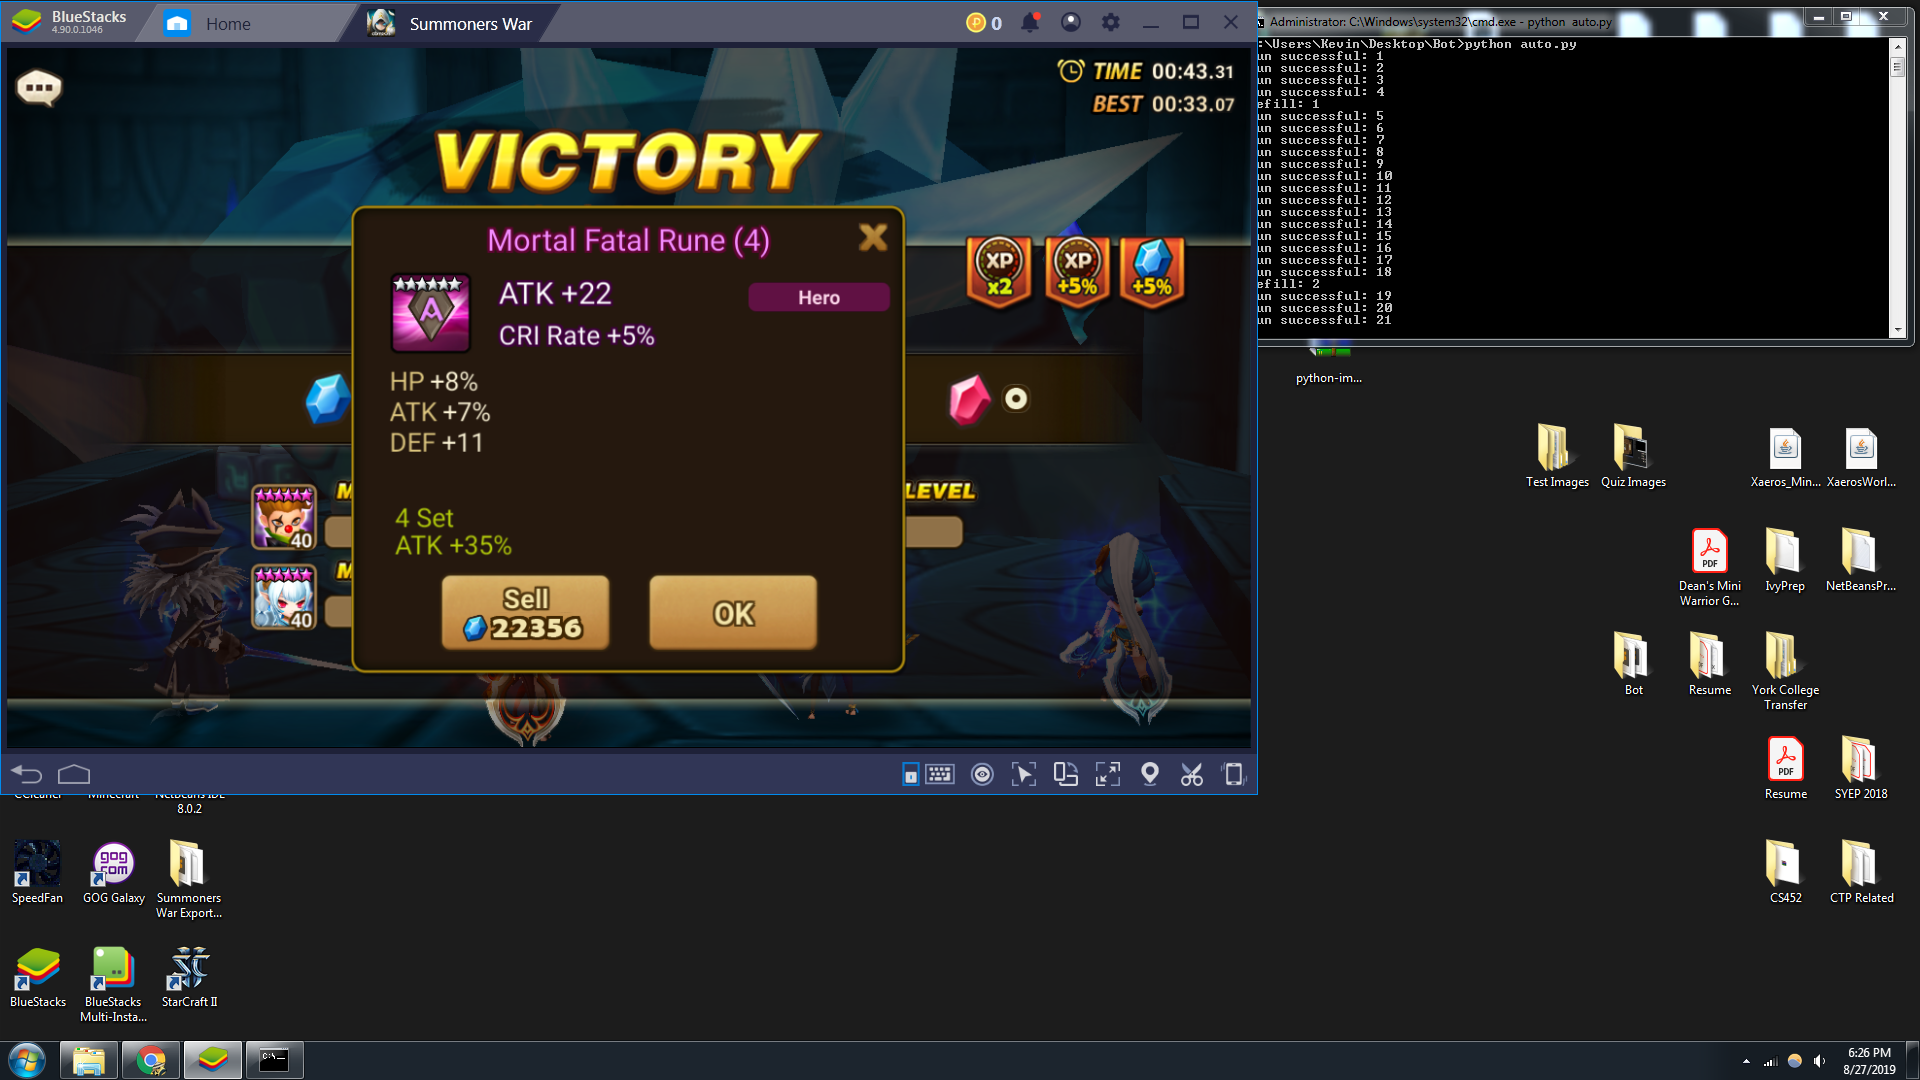 BlueStacks
4.90.0.1046
Home
Summoners War
0
TIME 00:43.31
BEST 00:33.07
VICTORY
Mortal Fatal Rune (4)
ATK +22
Hero
CRI Rate +5%
HP +8%
ATK +7%
DEF +11
4 Set
ATK +35%
Sell
22356
OK
XP
x2
XP
+5%
+5%
LEVEL
40
40
Administrator: C:\Windows\system32\cmd.exe - python auto.py
:\Users\Kevin\Desktop\Bot>python auto.py
un successful: 1
un successful: 2
un successful: 3
un successful: 4
efill: 1
un successful: 5
un successful: 6
un successful: 7
un successful: 8
un successful: 9
un successful: 10
un successful: 11
un successful: 12
un successful: 13
un successful: 14
un successful: 15
un successful: 16
un successful: 17
un successful: 18
efill: 2
un successful: 19
un successful: 20
un successful: 21
python-im...
Test Images
Quiz Images
Xaeros_Min...
XaerosWorl...
PDF
Dean's Mini
Warrior G...
IvyPrep
NetBeansPr...
Bot
Resume
York College
Transfer
PDF
Resume
SYEP 2018
CS452
CTP Related
CCleaner
Minecraft
NetBeans IDE
8.0.2
SpeedFan
gog
com
GOG Galaxy
Summoners
War Export...
BlueStacks
BlueStacks
Multi-Insta...
StarCraft II
6:26 PM
8/27/2019